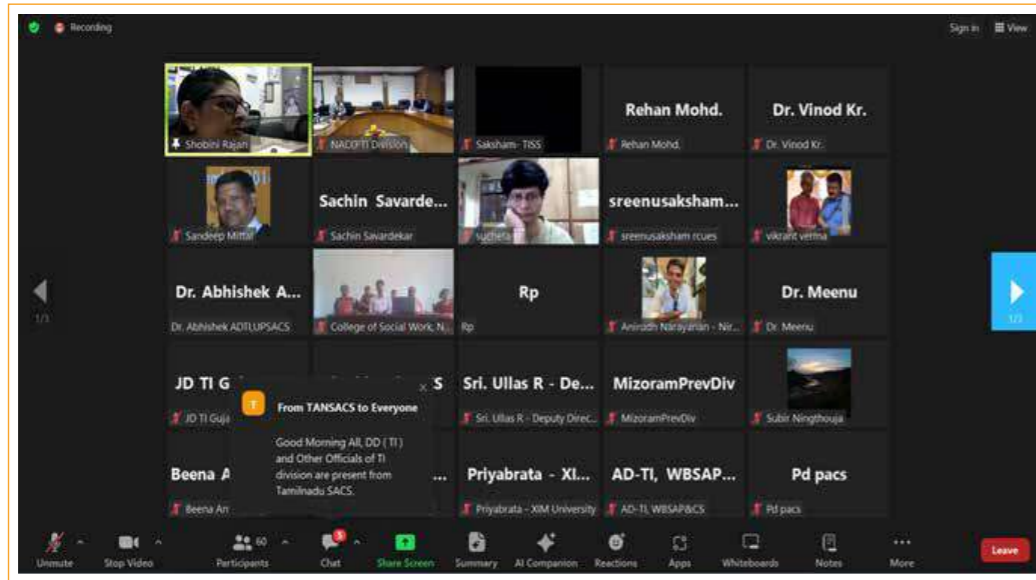 Recording
Sign in
View
Shobini Rajan
NACO TI Division
Saksham- TISS
Rehan Mohd.
Rehan Mohd.
Dr. Vinod Kr.
Dr. Vinod Kr.
Sandeep Mittal
Sachin Savarde...
Sachin Savardekar
sucheta
sreenusaksham...
sreenusaksham rcues
vikrant verma
Dr. Abhishek A...
Dr. Abhishek ADTI,UPSACS
College of Social Work, N...
Rp
Rp
Anirudh Narayanan - Nir...
Dr. Meenu
Dr. Meenu
1/3
1/3
JD TI G
JD TI Guja
S
Sri. Ullas R - De...
Sri. Ullas R - Deputy Direc...
MizoramPrevDiv
MizoramPrevDiv
Subir Ningthouja
T
From TANSACS to Everyone
Good Morning All, DD ( TI )
and Other Officials of TI
division are present from
Tamilnadu SACS.
Beena A
Beena An
...
Priyabrata - XI...
Priyabrata - XIM University
AD-TI, WBSAP...
AD-TI, WBSAP&CS
Pd pacs
Pd pacs
Unmute
Stop Video
60
Participants
3
Chat
Share Screen
Summary
AI Companion
Reactions
Apps
Whiteboards
Notes
More
Leave